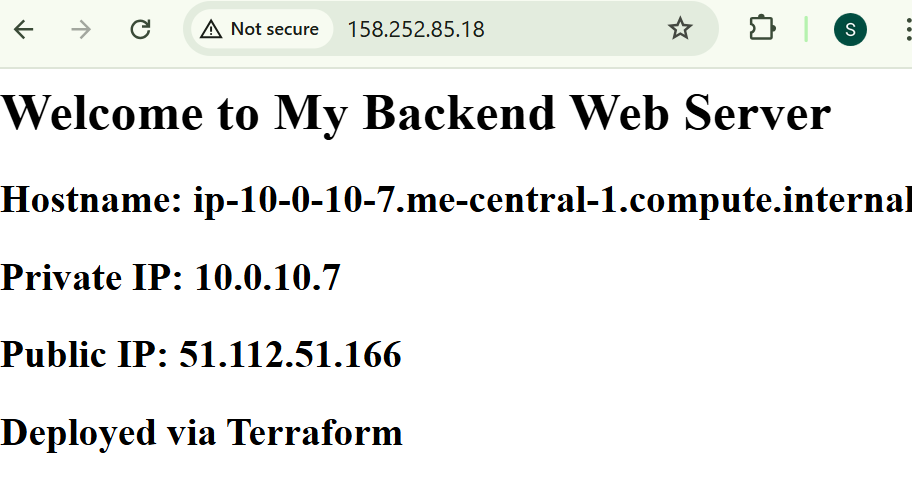 Not secure 158.252.85.18 S
Welcome to My Backend Web Server
Hostname: ip-10-0-10-7.me-central-1.compute.internal
Private IP: 10.0.10.7
Public IP: 51.112.51.166
Deployed via Terraform